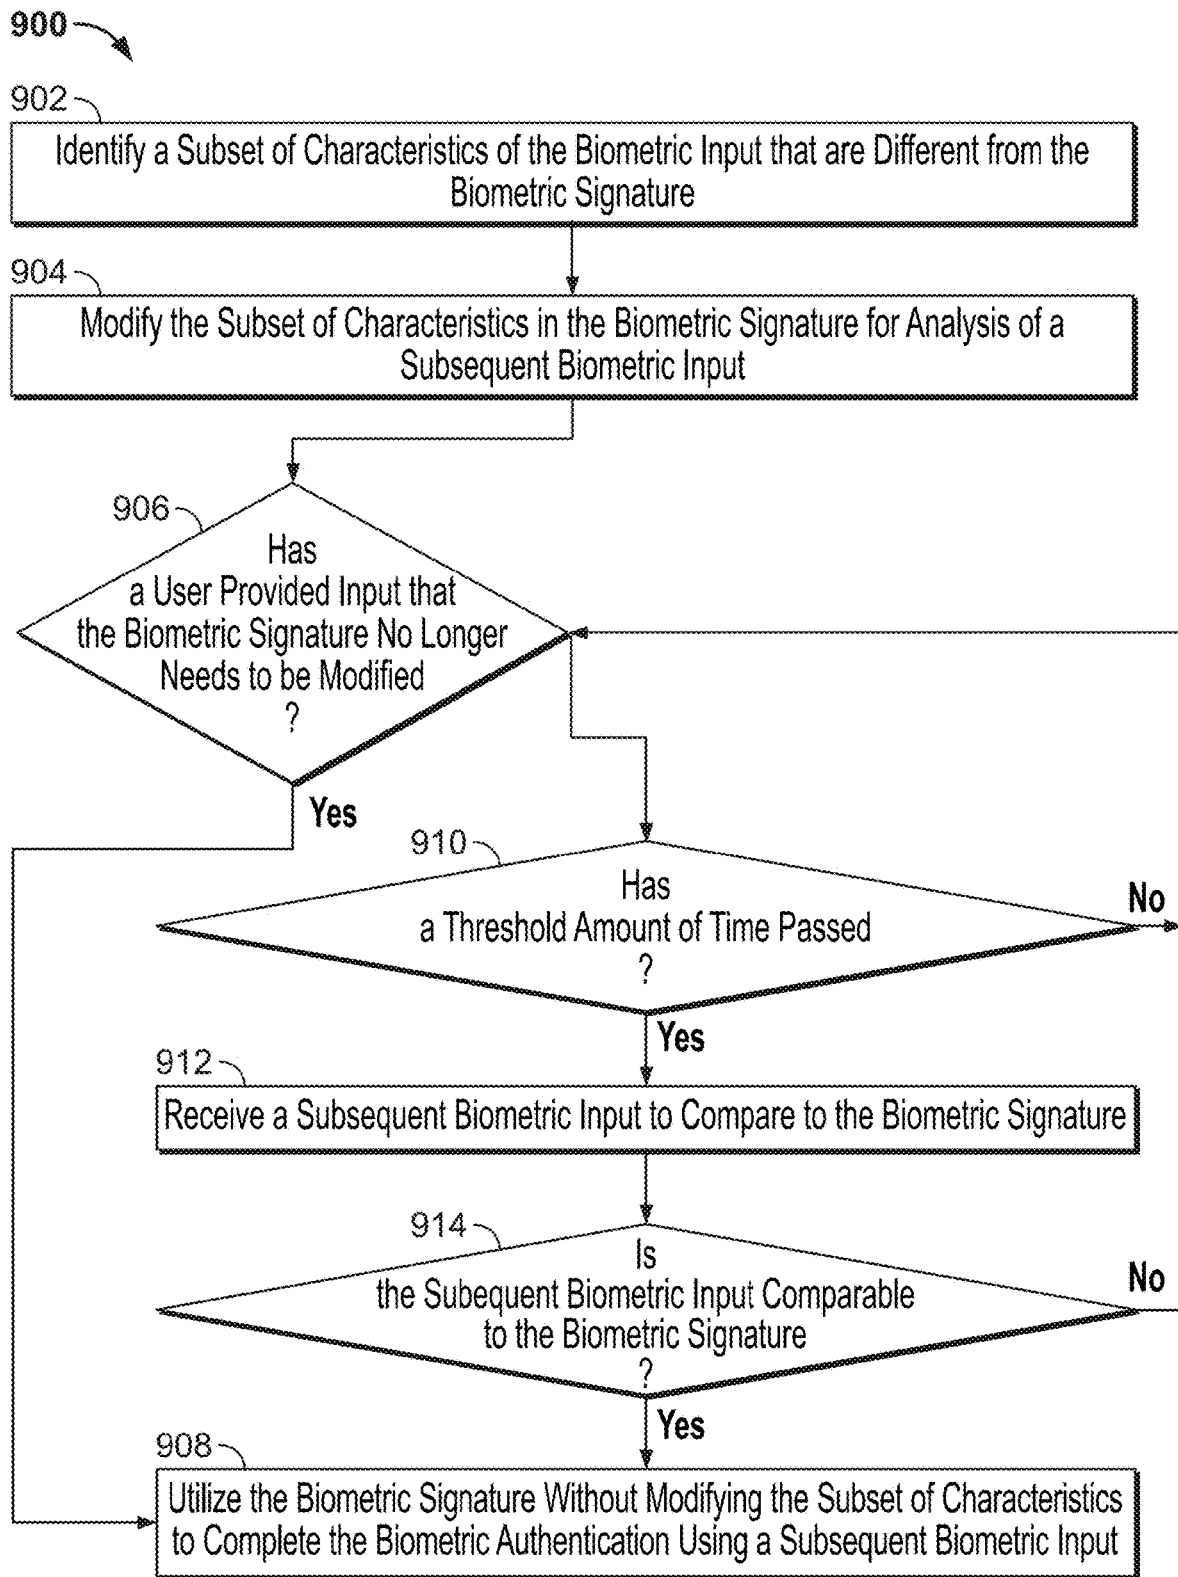 900
902
Identify a Subset of Characteristics of the Biometric Input that are Different from the
Biometric Signature
904
Modify the Subset of Characteristics in the Biometric Signature for Analysis of a
Subsequent Biometric Input
906
Has
a User Provided Input that
the Biometric Signature No Longer
Needs to be Modified
?
Yes
910
Has
a Threshold Amount of Time Passed
?
No
Yes
912
Receive a Subsequent Biometric Input to Compare to the Biometric Signature
914
Is
the Subequent Biometric Input Comparable
to the Biometric Signature
?
No
Yes
908
Utilize the Biometric Signature Without Modifying the Subset of Characteristics
to Complete the Biometric Authentication Using a Subsequent Biometric Input